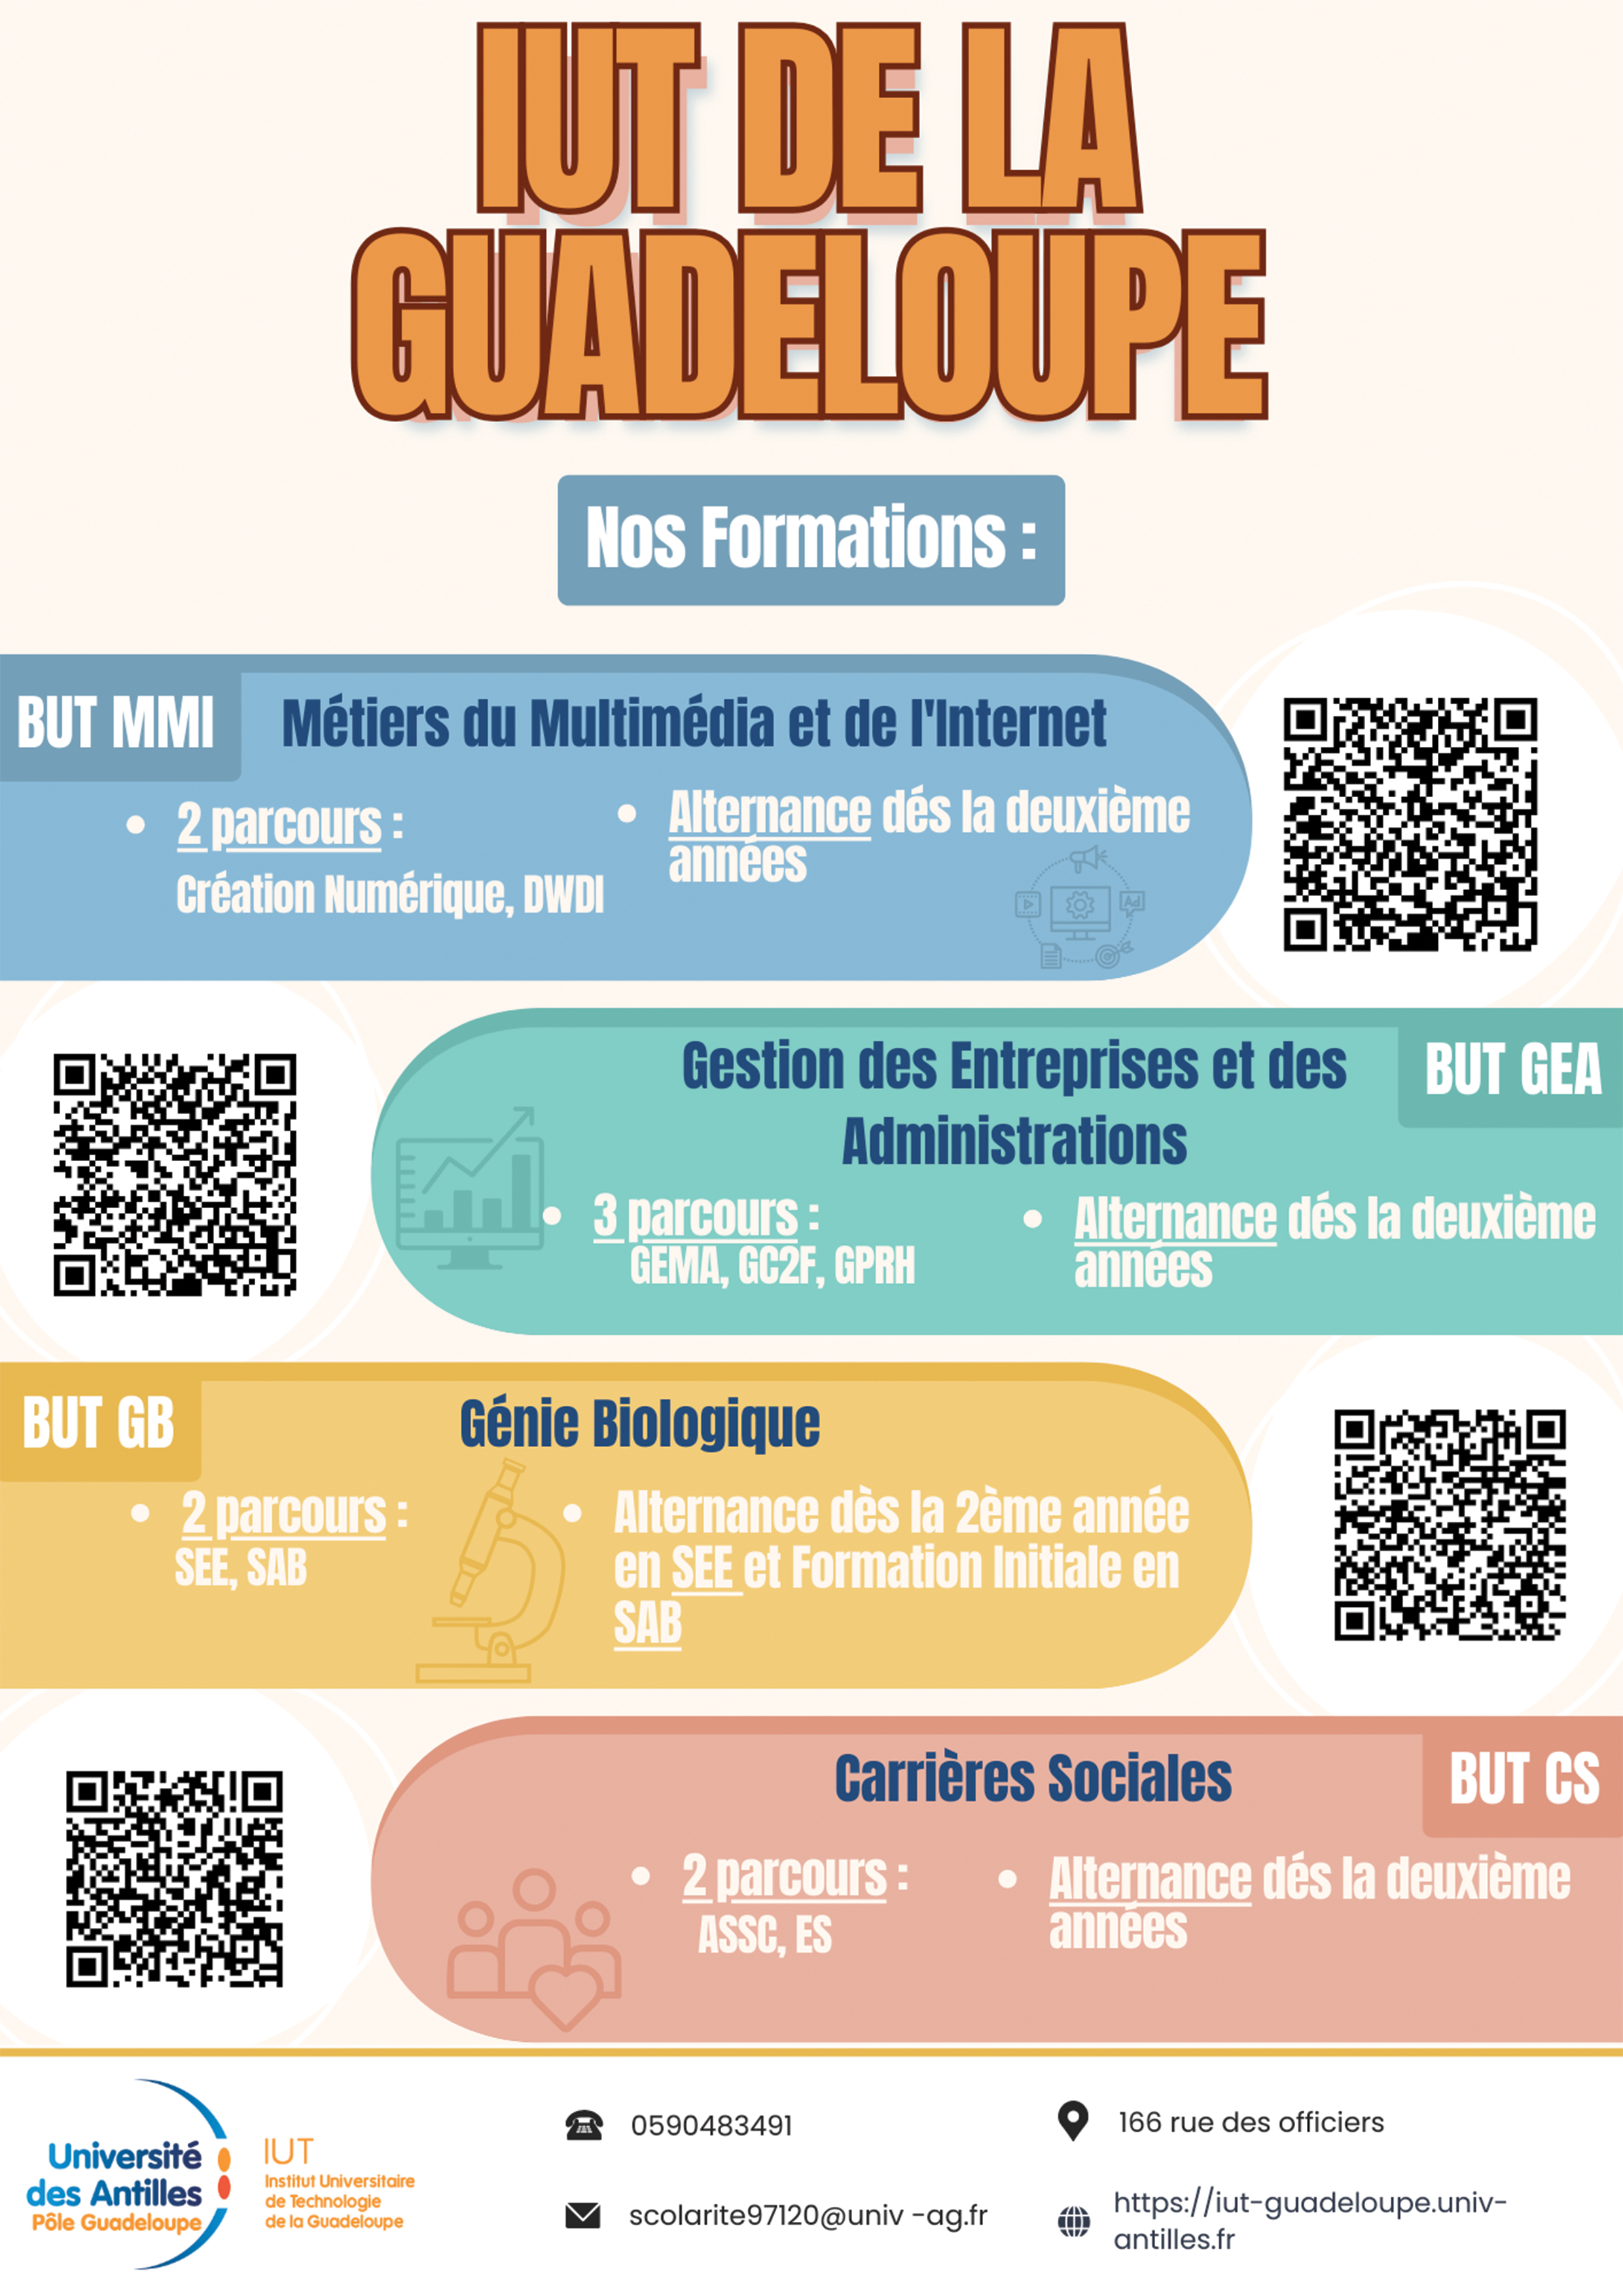 IUT DE LA
GUADELOUPE
Nos Formations :
BUT MMI
Métiers du Multimédia et de l'Internet
• 2 parcours :
Création Numérique, DWDI
• Alternance dés la deuxième
années
Ad
BUT GEA
Gestion des Entreprises et des
Administrations
• 3 parcours :
GEMA, GC2F, GPRH
• Alternance dés la deuxième
années
BUT GB
Génie Biologique
• 2 parcours :
SEE, SAB
• Alternance dès la 2ème année
en SEE et Formation Initiale en
SAB
BUT CS
Carrières Sociales
• 2 parcours :
ASSC, ES
• Alternance dés la deuxième
années
Université
des Antilles
Pôle Guadeloupe
IUT
Institut Universitaire
de Technologie
de la Guadeloupe
0590483491
scolarite97120@univ -ag.fr
166 rue des officiers
https://iut-guadeloupe.univ-
antilles.fr